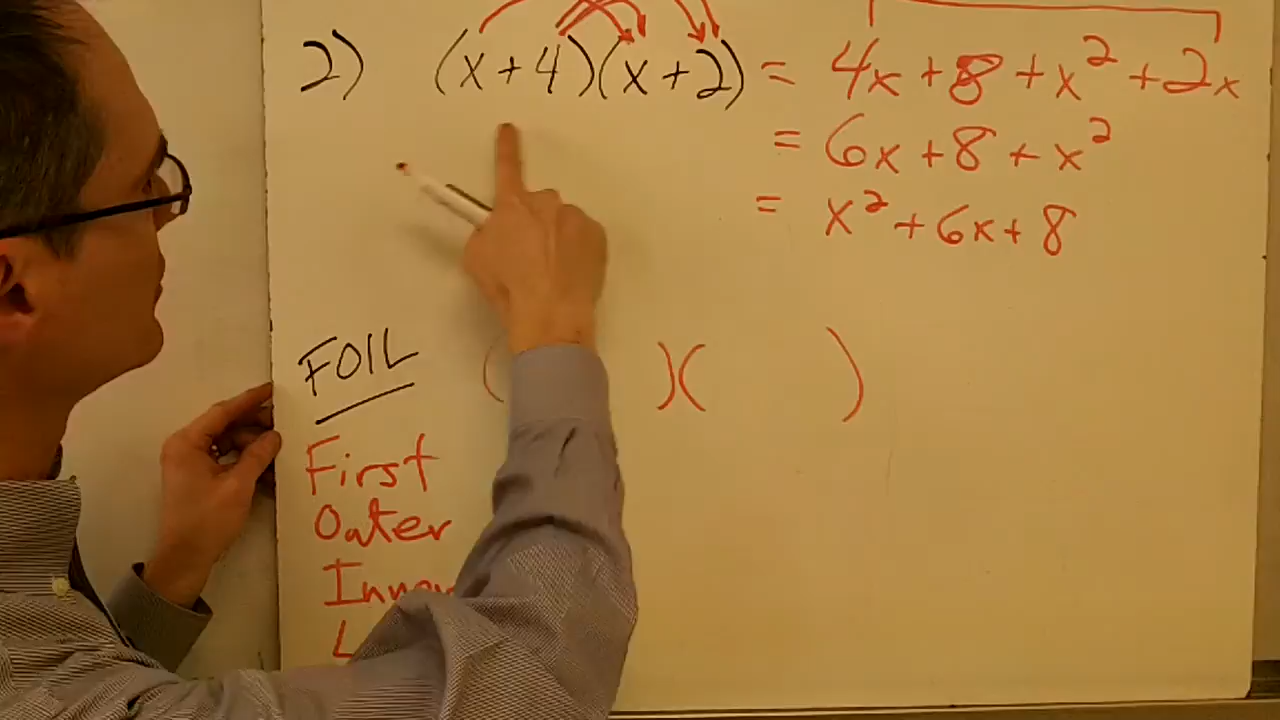 2) (x+4)(x+2) = 4x+8+x²+2x
= 6x+8+x²
= x²+6x+8
FOIL ( )( )
First
Outer